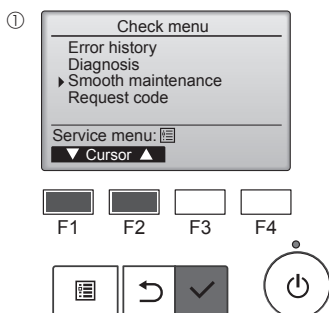 ①
Check menu
Error history
Diagnosis
Smooth maintenance
Request code
Service menu:
▼ Cursor ▲
F1 F2 F3 F4